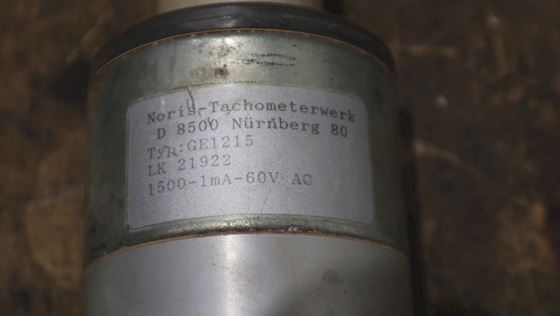 Noris-Tachometerwerk
D 8500 Nürnberg 80
Typ:GE1215
LK 21922
1500-1mA-60V AC